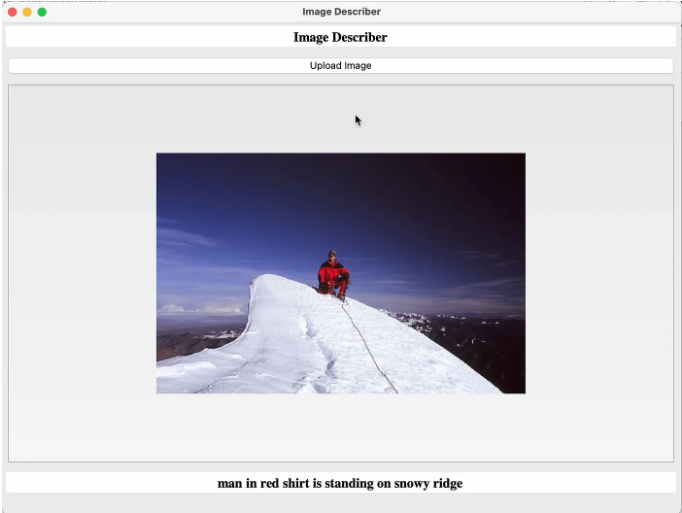 Image Describer
Image Describer
Upload Image
man in red shirt is standing on snowy ridge